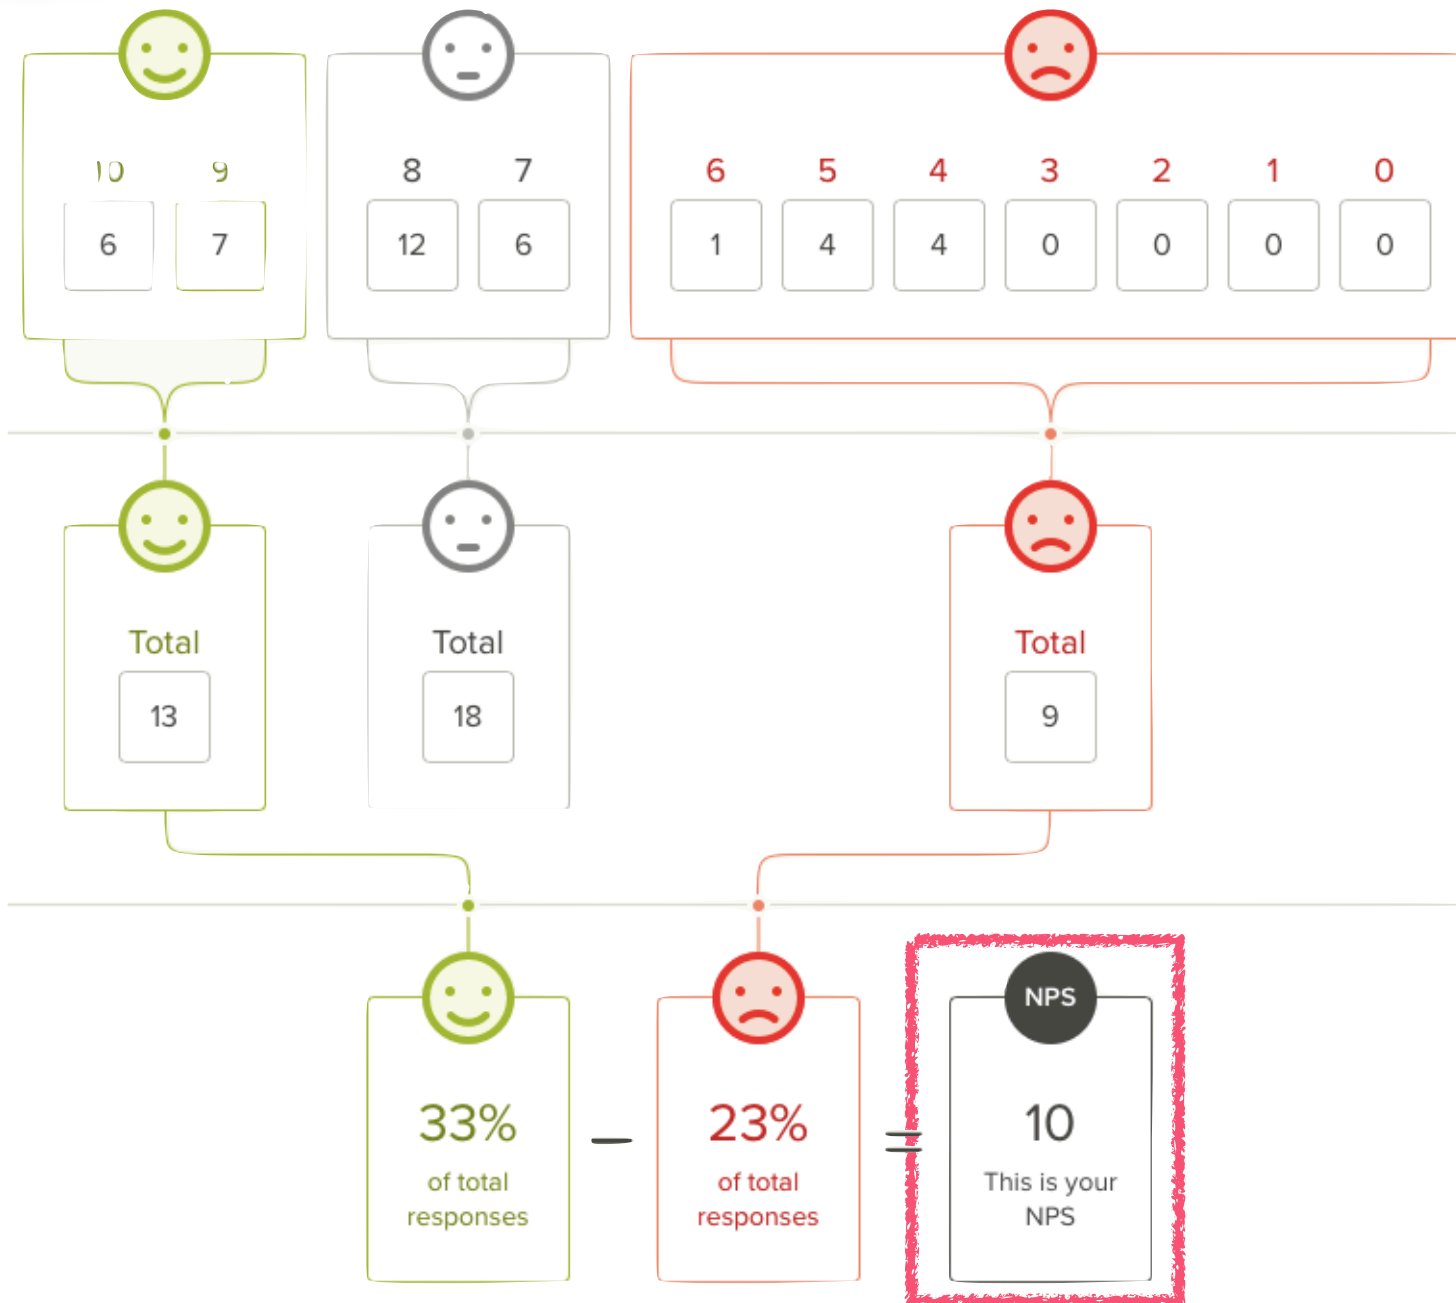 10 9 8 7 6 5 4 3 2 1 0
6 7 12 6 1 4 4 0 0 0 0
Total Total Total
13 18 9
NPS
33% – 23% = 10
of total of total This is your
responses responses NPS